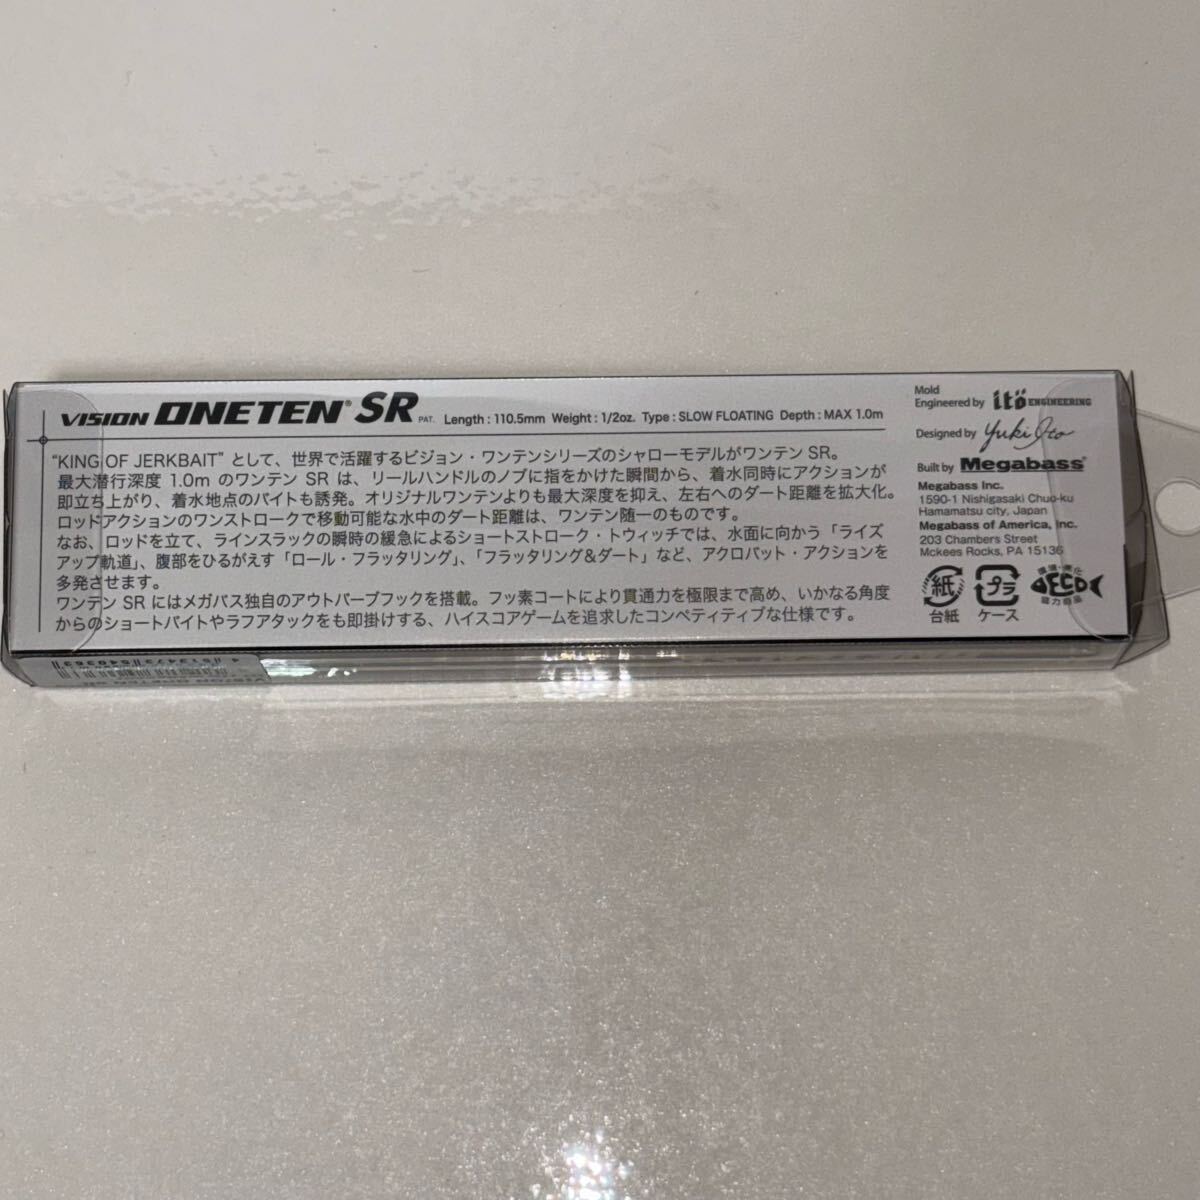 VISION ONETEN® SR PAT. Length : 110.5mm Weight : 1/2oz. Type : SLOW FLOATING Depth : MAX 1.0m
“KING OF JERKBAIT” として、世界で活躍するビジョン・ワンテンシリーズのシャローモデルがワンテン SR。
最大潜行深度 1.0m のワンテン SR は、リールハンドルのノブに指をかけた瞬間から、着水同時にアクションが
即立ち上がり、着水地点のバイトも誘発。オリジナルワンテンよりも最大深度を抑え、左右へのダート距離を拡大化。
ロッドアクションのワンストロークで移動可能な水中のダート距離は、ワンテン随一のものです。
なお、ロッドを立て、ラインスラックの瞬時の緩急によるショートストローク・トゥィッチでは、水面に向かう「ライズ
アップ軌道」、腹部をひるがえす「ロール・フラッタリング」、「フラッタリング&ダート」など、アクロバット・アクションを
多発させます。
ワンテン SR にはメガバス独自のアウトバーブフックを搭載。フッ素コートにより貫通力を極限まで高め、いかなる角度
からのショートバイトやラフアタックをも即掛けする、ハイスコアゲームを追求したコンペティティブな仕様です。
Mold
Engineered by itö ENGINEERING
Designed by Yuki Ito
Built by Megabass®
Megabass Inc.
1590-1 Nishigasaki Chuo-ku
Hamamatsu city, Japan
Megabass of America, Inc.
203 Chambers Street
Mckees Rocks, PA 15136
紙
台紙
プラ
ケース
環境・美化
ECO
協力商品
4 513473 540363